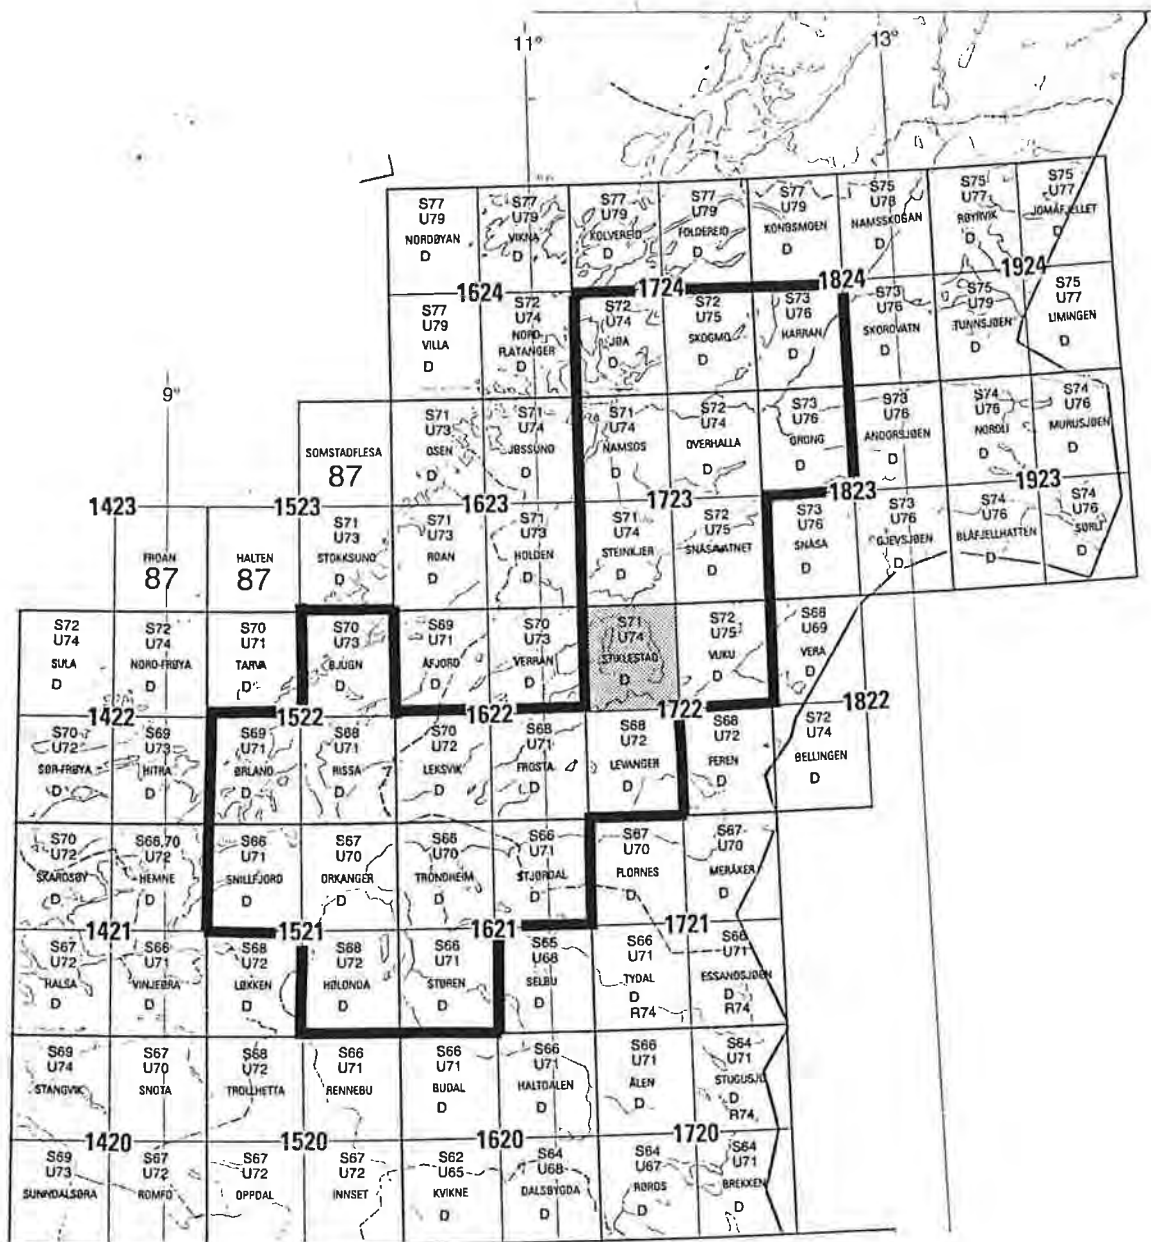 11° 13°
S77 S77 S77 S77 S77 S75 S75 S75
U79 U79 U79 U79 U79 U78 U77 U77
NORDØYAN VIKNA KOLVEREID FOLDEREID KONGSMOEN NAMSSKOGAN RØYRVIK JOMAFJELLET
D D D D D D D D
1624 1724 1824 1924
S77 S72 S72 S72 S73 S73 S75 S75
U79 U74 U74 U75 U76 U76 U79 U77
VILLA NORD-FLATANGER JØA SKOGMO HARRAN SKOROVATN TUNNSJØEN LIMINGEN
D D D D D D D D
9°
S71 S71 S71 S72 S73 S73 S74 S74
U73 U74 U74 U74 U76 U76 U76 U76
SOMSTADFLESA OSEN JØSSUND NAMSOS OVERHALLA GRONG ANDORSJØEN NORDLI MURUSJØEN
87 D D D D D D D D
1423 1523 1623 1723 1823 1923
S71 S71 S71 S71 S72 S73 S73 S74 S74
U73 U73 U73 U74 U75 U76 U76 U76 U76
FROAN HALTEN STOKKSUND ROAN HOLDEN STEINKJER SNÅSAVATNET SNÅSA GJEVSJØEN BLÅFJELLHATTEN SØRLI
87 87 D D D D D D D D D
S72 S72 S70 S70 S69 S70 S71 S72 S68
U74 U74 U71 U73 U71 U73 U74 U75 U69
SULA NORD-FRØYA TARVA BJUGN ÅFJORD VERRAN STIKLESTAD VUKU VERA
D D D D D D D D D
1422 1522 1622 1722 1822
S70 S69 S69 S68 S70 S68 S68 S68 S72
U72 U73 U71 U71 U72 U71 U72 U72 U74
SØR-FRØYA HITRA ØRLAND RISSA LEKSVIK FROSTA LEVANGER FEREN BELLINGEN
D D D D D D D D D
S70 S66,70 S66 S67 S66 S66 S67 S67
U72 U72 U71 U70 U70 U71 U70 U70
SKARDSØY HEMNE SNILLFJORD ORKANGER TRONDHEIM STJØRDAL FLORNES MERÅKER
D D D D D D D D
1421 1521 1621 1721
S67 S66 S68 S68 S66 S65 S66 S66
U72 U71 U72 U72 U71 U68 U71 U71
HALSA VINJEØRA LØKKEN HØLONDA STØREN SELBU TYDAL ESSANDSJØEN
D D D D D D D D
R74 R74
S69 S67 S68 S66 S66 S66 S66 S64
U74 U70 U72 U71 U71 U71 U71 U71
STANGVIK SNOTA TROLLHETTA RENNEBU BUDAL HALTDALEN ÅLEN STUGUSJØ
D D D D
R74
1420 1520 1620 1720
S69 S67 S67 S67 S62 S64 S64 S64
U73 U72 U72 U72 U65 U68 U67 U71
SUNNDALSØRA ROMFO OPPDAL INNSET KVIKNE DALSBYGDA RØROS BREKKEN
D D D D